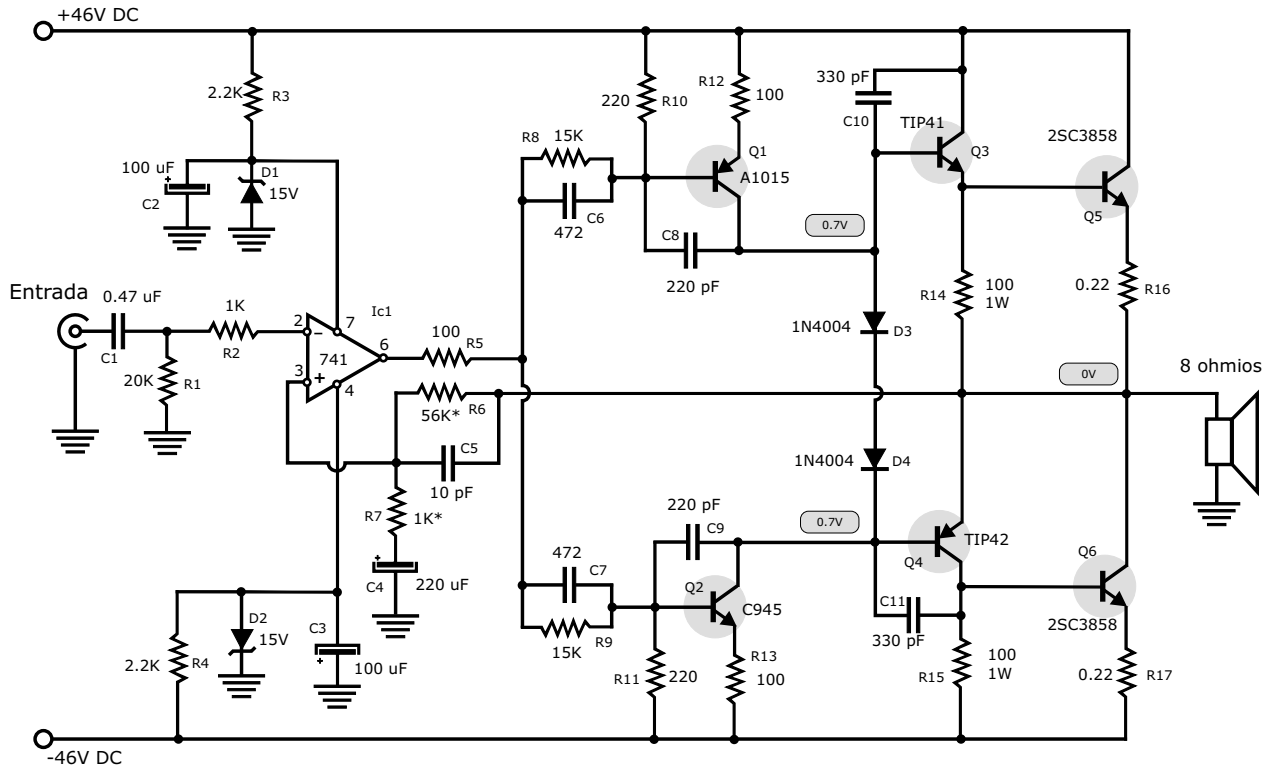 +46V DC
2.2K
R3
100 uF
+
C2
D1
15V
Entrada
0.47 uF
C1
20K
R1
1K
R2
2
−
3
+
741
7
4
6
Ic1
100
R5
56K*
R6
C5
10 pF
R7
1K*
+
C4
220 uF
2.2K
R4
D2
15V
C3
+
100 uF
R8
15K
C6
472
220
R10
R12
100
Q1
A1015
C8
220 pF
0.7V
330 pF
C10
TIP41
Q3
2SC3858
Q5
R14
100
1W
0.22
R16
1N4004
D3
0V
8 ohmios
1N4004
D4
220 pF
C9
0.7V
472
C7
15K
R9
Q2
C945
R11
220
R13
100
TIP42
Q4
C11
330 pF
Q6
2SC3858
R15
100
1W
0.22
R17
-46V DC